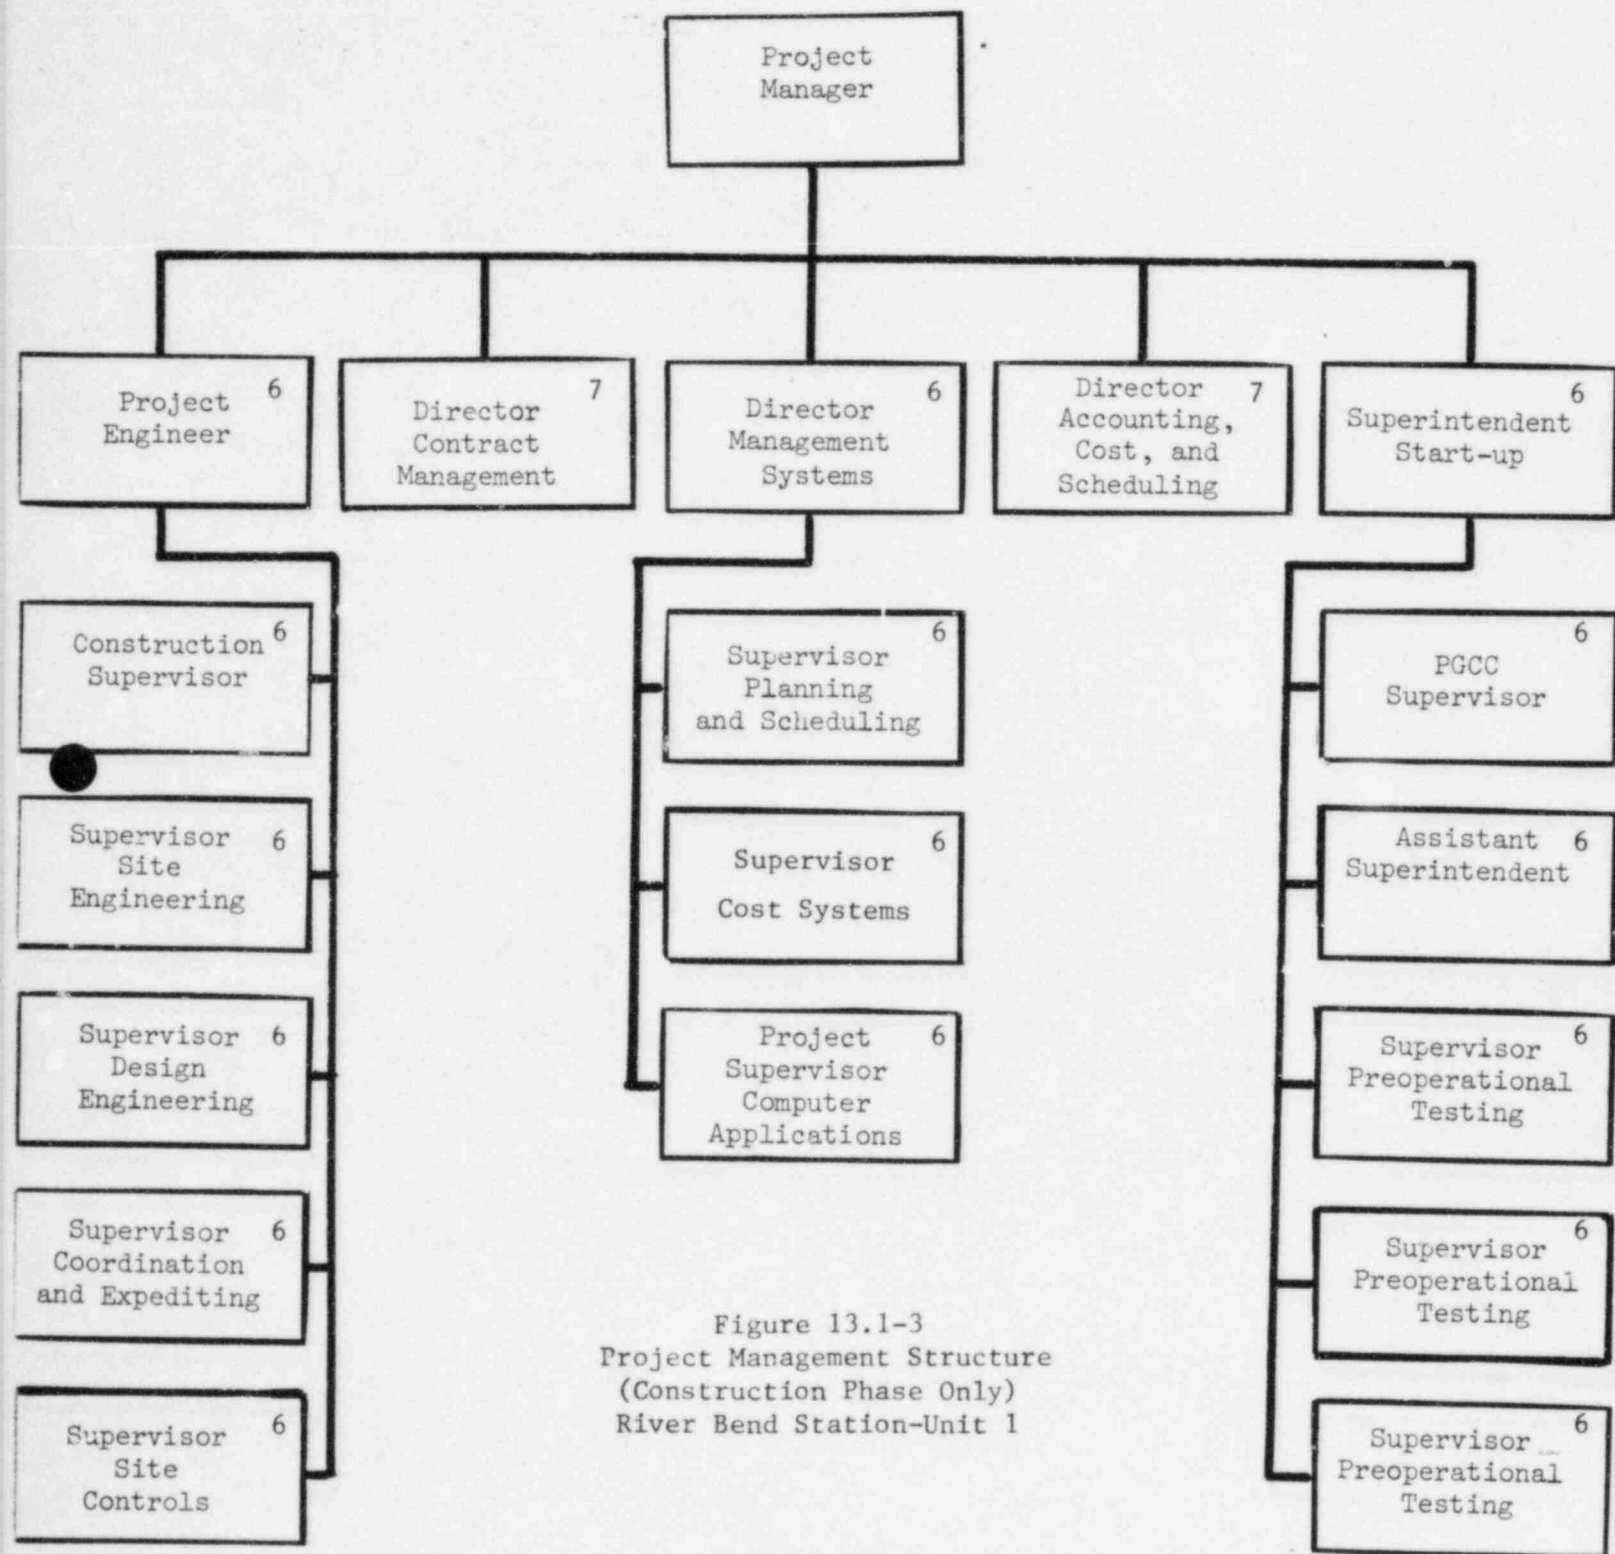 Project
Manager
Project 6
Engineer
Director 7
Contract
Management
Director 6
Management
Systems
Director 7
Accounting,
Cost, and
Scheduling
Superintendent 6
Start-up
Construction 6
Supervisor
Supervisor 6
Site
Engineering
Supervisor 6
Design
Engineering
Supervisor 6
Coordination
and Expediting
Supervisor 6
Site
Controls
Supervisor 6
Planning
and Scheduling
Supervisor 6
Cost Systems
Project 6
Supervisor
Computer
Applications
PGCC 6
Supervisor
Assistant 6
Superintendent
Supervisor 6
Preoperational
Testing
Supervisor 6
Preoperational
Testing
Supervisor 6
Preoperational
Testing
Figure 13.1-3
Project Management Structure
(Construction Phase Only)
River Bend Station-Unit 1